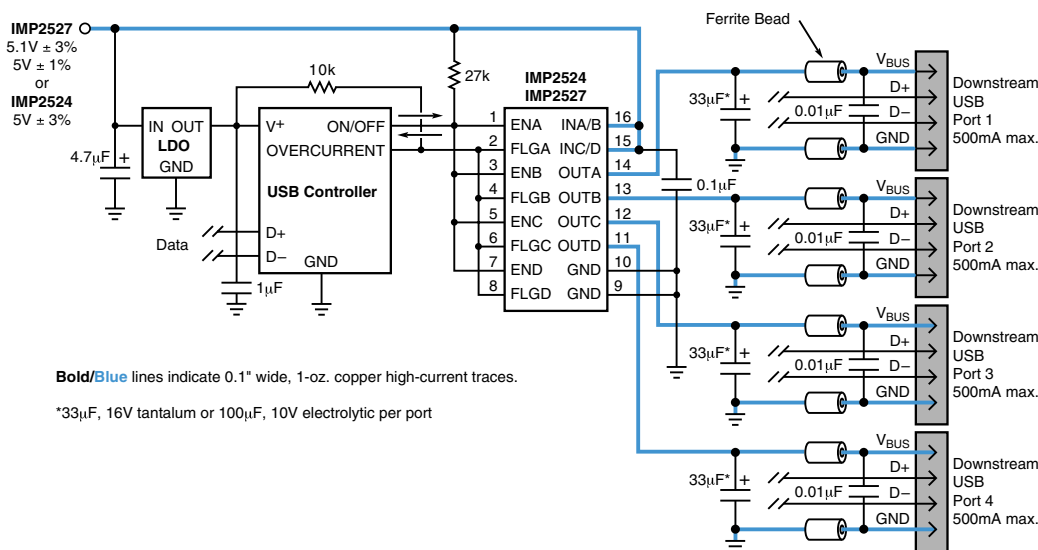 IMP2527
5.1V ± 3%
5V ± 1%
or
IMP2524
5V ± 3%
4.7µF +
IN OUT
LDO
GND
10k
27k
V+ ON/OFF
OVERCURRENT
USB Controller
D+
D−
GND
Data
1µF
IMP2524
IMP2527
1 ENA INA/B 16
2 FLGA INC/D 15
3 ENB OUTA 14
4 FLGB OUTB 13
5 ENC OUTC 12
6 FLGC OUTD 11
7 END GND 10
8 FLGD GND 9
0.1µF
Ferrite Bead
33µF* +
0.01µF
VBUS
D+
D−
GND
Downstream
USB
Port 1
500mA max.
33µF* +
0.01µF
VBUS
D+
D−
GND
Downstream
USB
Port 2
500mA max.
33µF* +
0.01µF
VBUS
D+
D−
GND
Downstream
USB
Port 3
500mA max.
33µF* +
0.01µF
VBUS
D+
D−
GND
Downstream
USB
Port 4
500mA max.
Bold/Blue lines indicate 0.1" wide, 1-oz. copper high-current traces.
*33µF, 16V tantalum or 100µF, 10V electrolytic per port